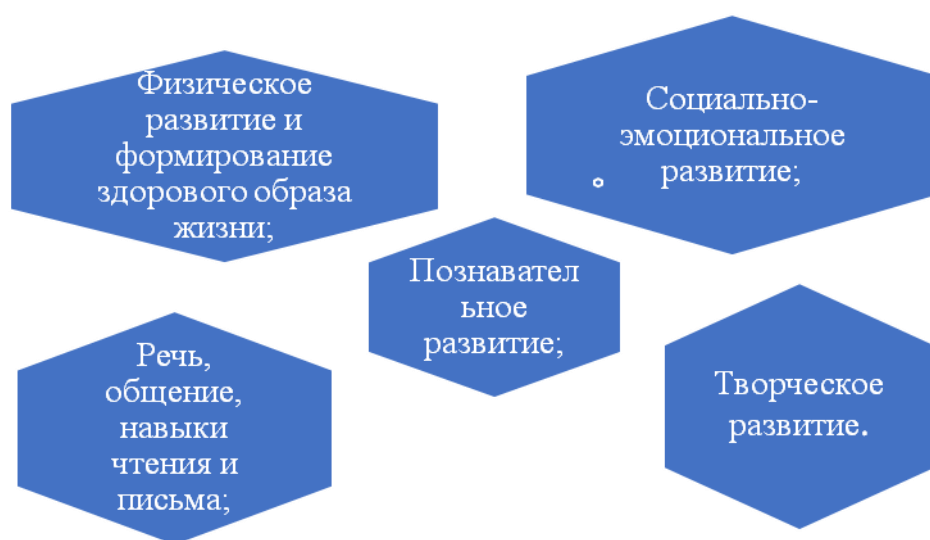 Физическое
развитие и
формирование
здорового образа
жизни;
Социально-
эмоциональное
развитие;
Познавател
ьное
развитие;
Речь,
общение,
навыки
чтения и
письма;
Творческое
развитие.